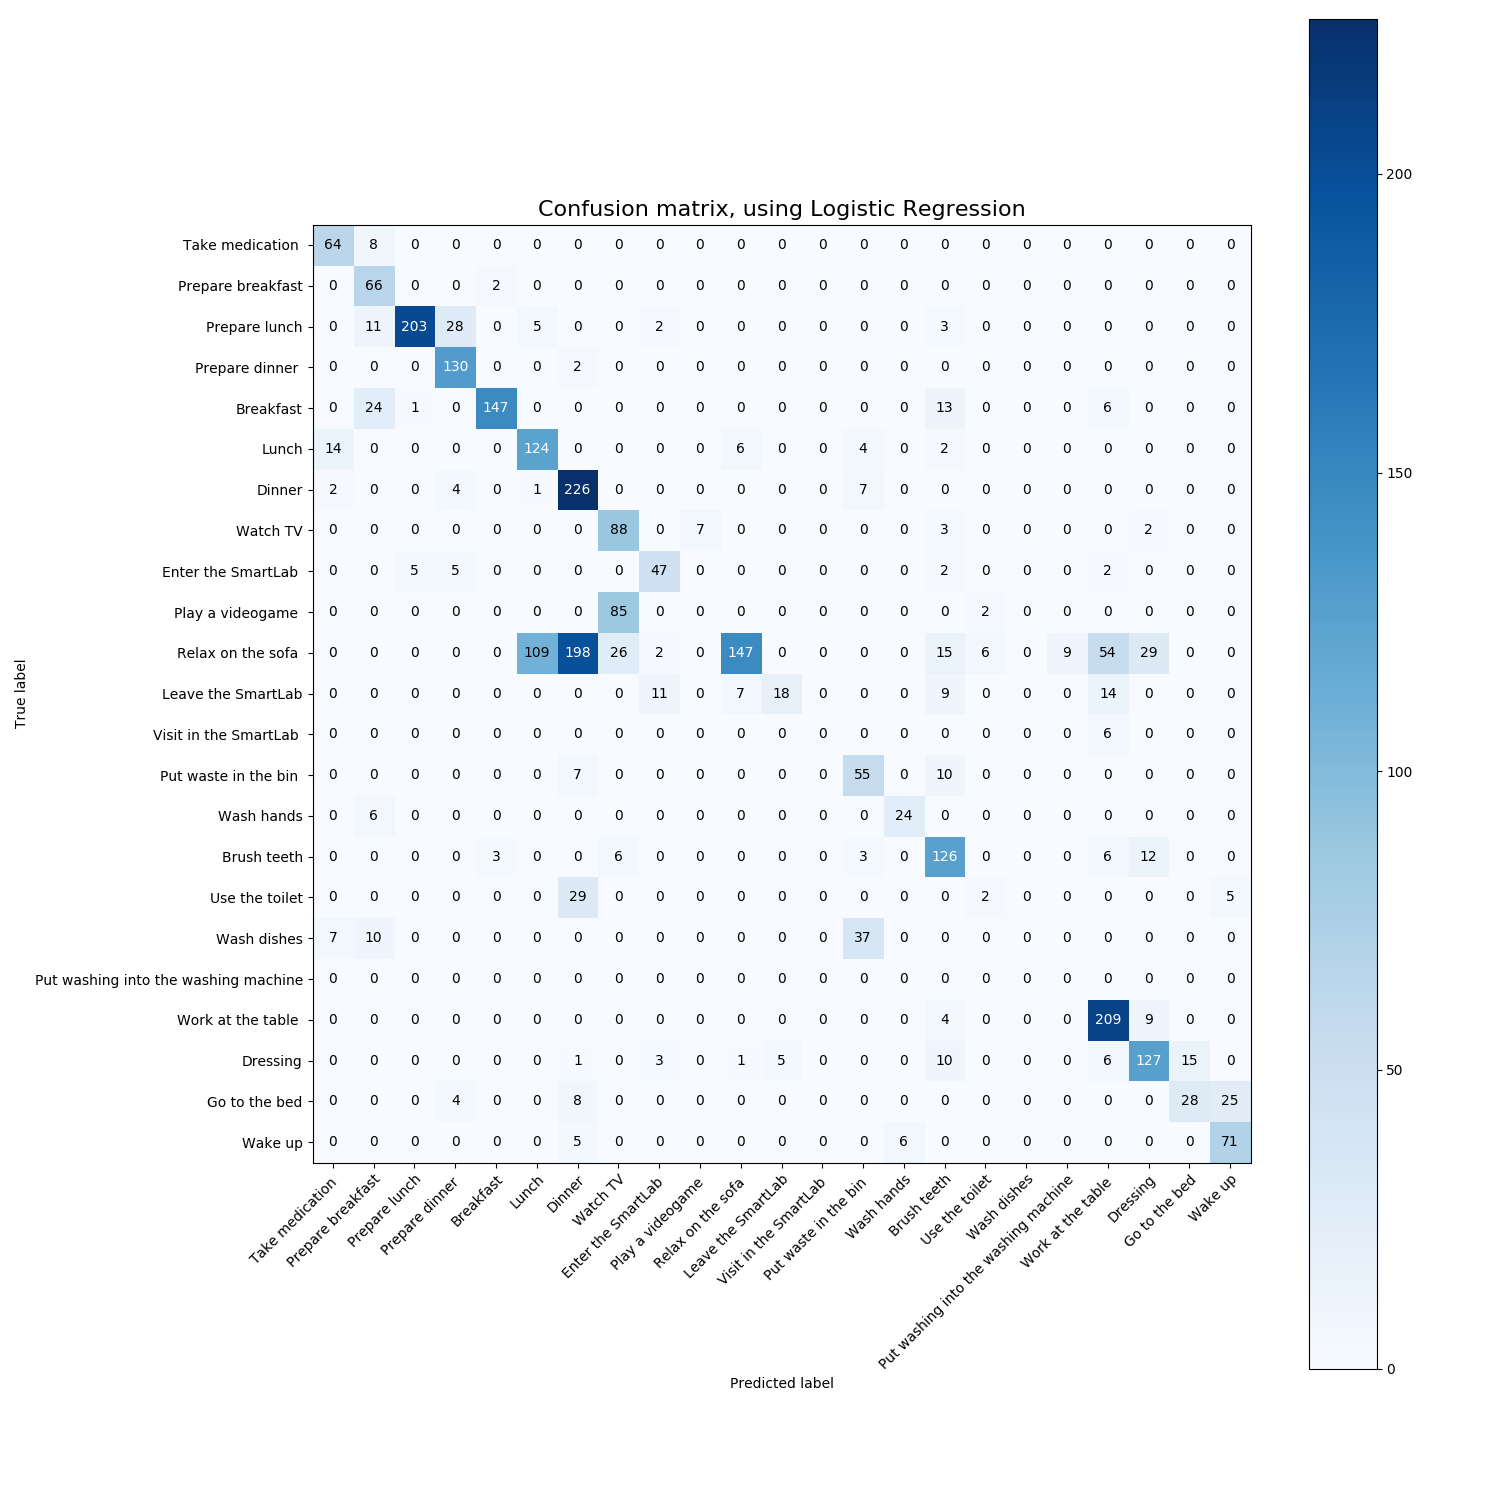 Confusion matrix, using Logistic Regression
Take medication 64 8 0 0 0 0 0 0 0 0 0 0 0 0 0 0 0 0 0 0 0 0 0
Prepare breakfast 0 66 0 0 2 0 0 0 0 0 0 0 0 0 0 0 0 0 0 0 0 0 0
Prepare lunch 0 11 203 28 0 5 0 0 2 0 0 0 0 0 0 3 0 0 0 0 0 0 0
Prepare dinner 0 0 0 130 0 0 2 0 0 0 0 0 0 0 0 0 0 0 0 0 0 0 0
Breakfast 0 24 1 0 147 0 0 0 0 0 0 0 0 0 0 13 0 0 0 6 0 0 0
Lunch 14 0 0 0 0 124 0 0 0 0 6 0 0 4 0 2 0 0 0 0 0 0 0
Dinner 2 0 0 4 0 1 226 0 0 0 0 0 0 7 0 0 0 0 0 0 0 0 0
Watch TV 0 0 0 0 0 0 0 88 0 7 0 0 0 0 0 3 0 0 0 0 2 0 0
Enter the SmartLab 0 0 5 5 0 0 0 0 47 0 0 0 0 0 0 2 0 0 0 2 0 0 0
Play a videogame 0 0 0 0 0 0 0 85 0 0 0 0 0 0 0 0 2 0 0 0 0 0 0
Relax on the sofa 0 0 0 0 0 109 198 26 2 0 147 0 0 0 0 15 6 0 9 54 29 0 0
Leave the SmartLab 0 0 0 0 0 0 0 0 11 0 7 18 0 0 0 9 0 0 0 14 0 0 0
Visit in the SmartLab 0 0 0 0 0 0 0 0 0 0 0 0 0 0 0 0 0 0 0 6 0 0 0
Put waste in the bin 0 0 0 0 0 0 7 0 0 0 0 0 0 55 0 10 0 0 0 0 0 0 0
Wash hands 0 6 0 0 0 0 0 0 0 0 0 0 0 0 24 0 0 0 0 0 0 0 0
Brush teeth 0 0 0 0 3 0 0 6 0 0 0 0 0 3 0 126 0 0 0 6 12 0 0
Use the toilet 0 0 0 0 0 0 29 0 0 0 0 0 0 0 0 0 2 0 0 0 0 0 5
Wash dishes 7 10 0 0 0 0 0 0 0 0 0 0 0 37 0 0 0 0 0 0 0 0 0
Put washing into the washing machine 0 0 0 0 0 0 0 0 0 0 0 0 0 0 0 0 0 0 0 0 0 0 0
Work at the table 0 0 0 0 0 0 0 0 0 0 0 0 0 0 0 4 0 0 0 209 9 0 0
Dressing 0 0 0 0 0 0 1 0 3 0 1 5 0 0 0 10 0 0 0 6 127 15 0
Go to the bed 0 0 0 4 0 0 8 0 0 0 0 0 0 0 0 0 0 0 0 0 0 28 25
Wake up 0 0 0 0 0 0 5 0 0 0 0 0 0 0 6 0 0 0 0 0 0 0 71
True label
Take medication
Prepare breakfast
Prepare lunch
Prepare dinner
Breakfast
Lunch
Dinner
Watch TV
Enter the SmartLab
Play a videogame
Relax on the sofa
Leave the SmartLab
Visit in the SmartLab
Put waste in the bin
Wash hands
Brush teeth
Use the toilet
Wash dishes
Put washing into the washing machine
Work at the table
Dressing
Go to the bed
Wake up
Predicted label
200
150
100
50
0